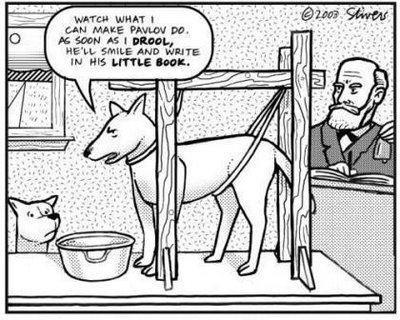 ©2003 Stivers
WATCH WHAT I
CAN MAKE PAVLOV DO.
AS SOON AS I DROOL,
HE'LL SMILE AND WRITE
IN HIS LITTLE BOOK.